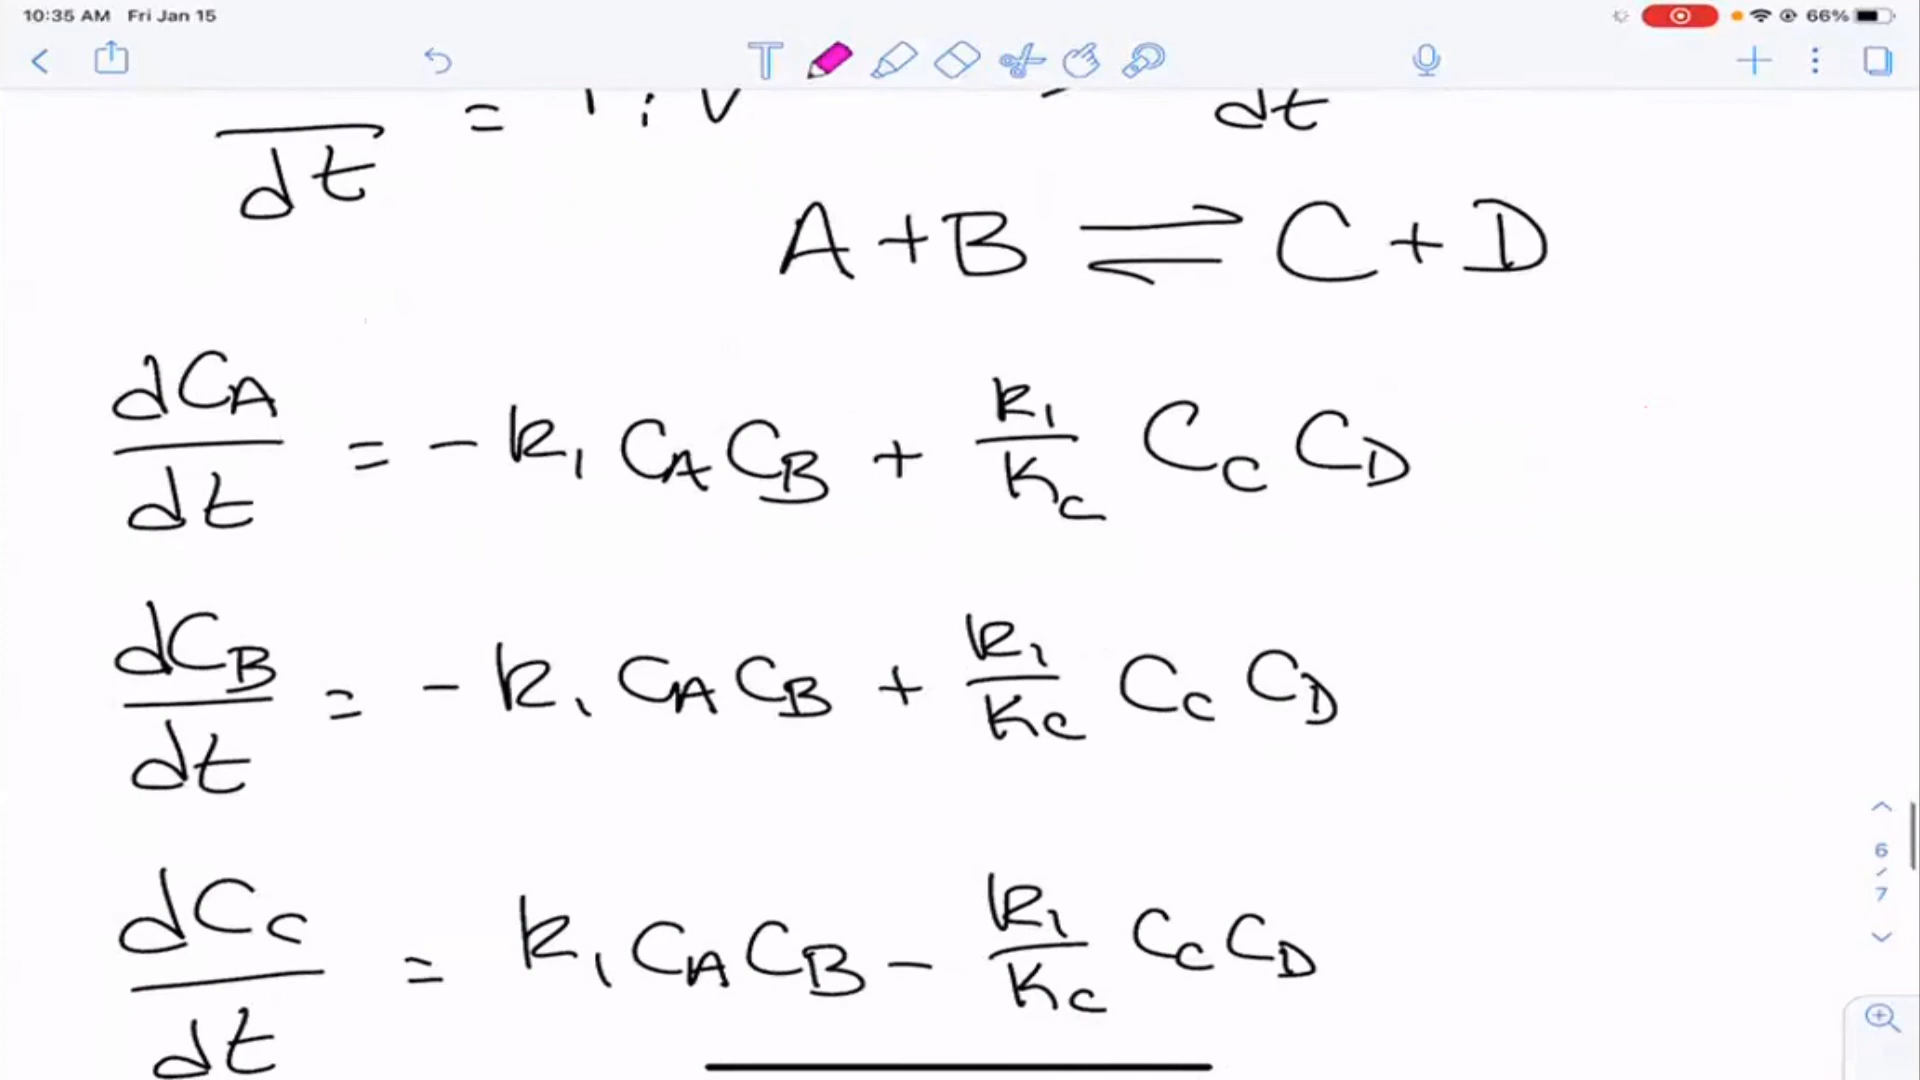 10:35 AM Fri Jan 15 66%
T
dt = dt
A + B ⇌ C + D
dC_A/dt = - k_1 C_A C_B + k_1/K_C C_C C_D
dC_B/dt = - k_1 C_A C_B + k_1/K_C C_C C_D
dC_C/dt = k_1 C_A C_B - k_1/K_C C_C C_D
6 / 7